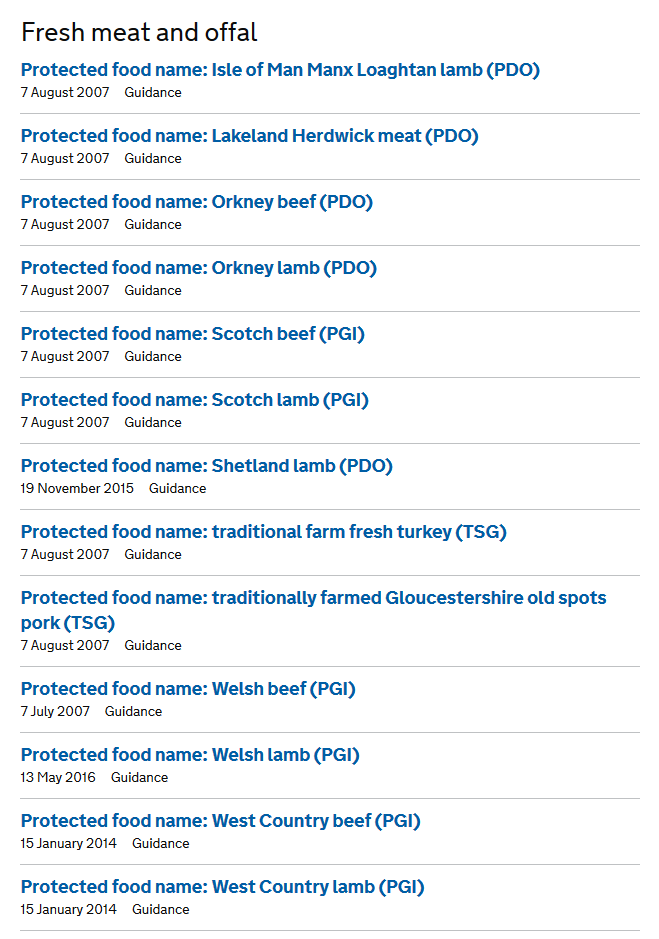 Fresh meat and offal
Protected food name: Isle of Man Manx Loaghtan lamb (PDO)
7 August 2007 Guidance
Protected food name: Lakeland Herdwick meat (PDO)
7 August 2007 Guidance
Protected food name: Orkney beef (PDO)
7 August 2007 Guidance
Protected food name: Orkney lamb (PDO)
7 August 2007 Guidance
Protected food name: Scotch beef (PGI)
7 August 2007 Guidance
Protected food name: Scotch lamb (PGI)
7 August 2007 Guidance
Protected food name: Shetland lamb (PDO)
19 November 2015 Guidance
Protected food name: traditional farm fresh turkey (TSG)
7 August 2007 Guidance
Protected food name: traditionally farmed Gloucestershire old spots
pork (TSG)
7 August 2007 Guidance
Protected food name: Welsh beef (PGI)
7 July 2007 Guidance
Protected food name: Welsh lamb (PGI)
13 May 2016 Guidance
Protected food name: West Country beef (PGI)
15 January 2014 Guidance
Protected food name: West Country lamb (PGI)
15 January 2014 Guidance